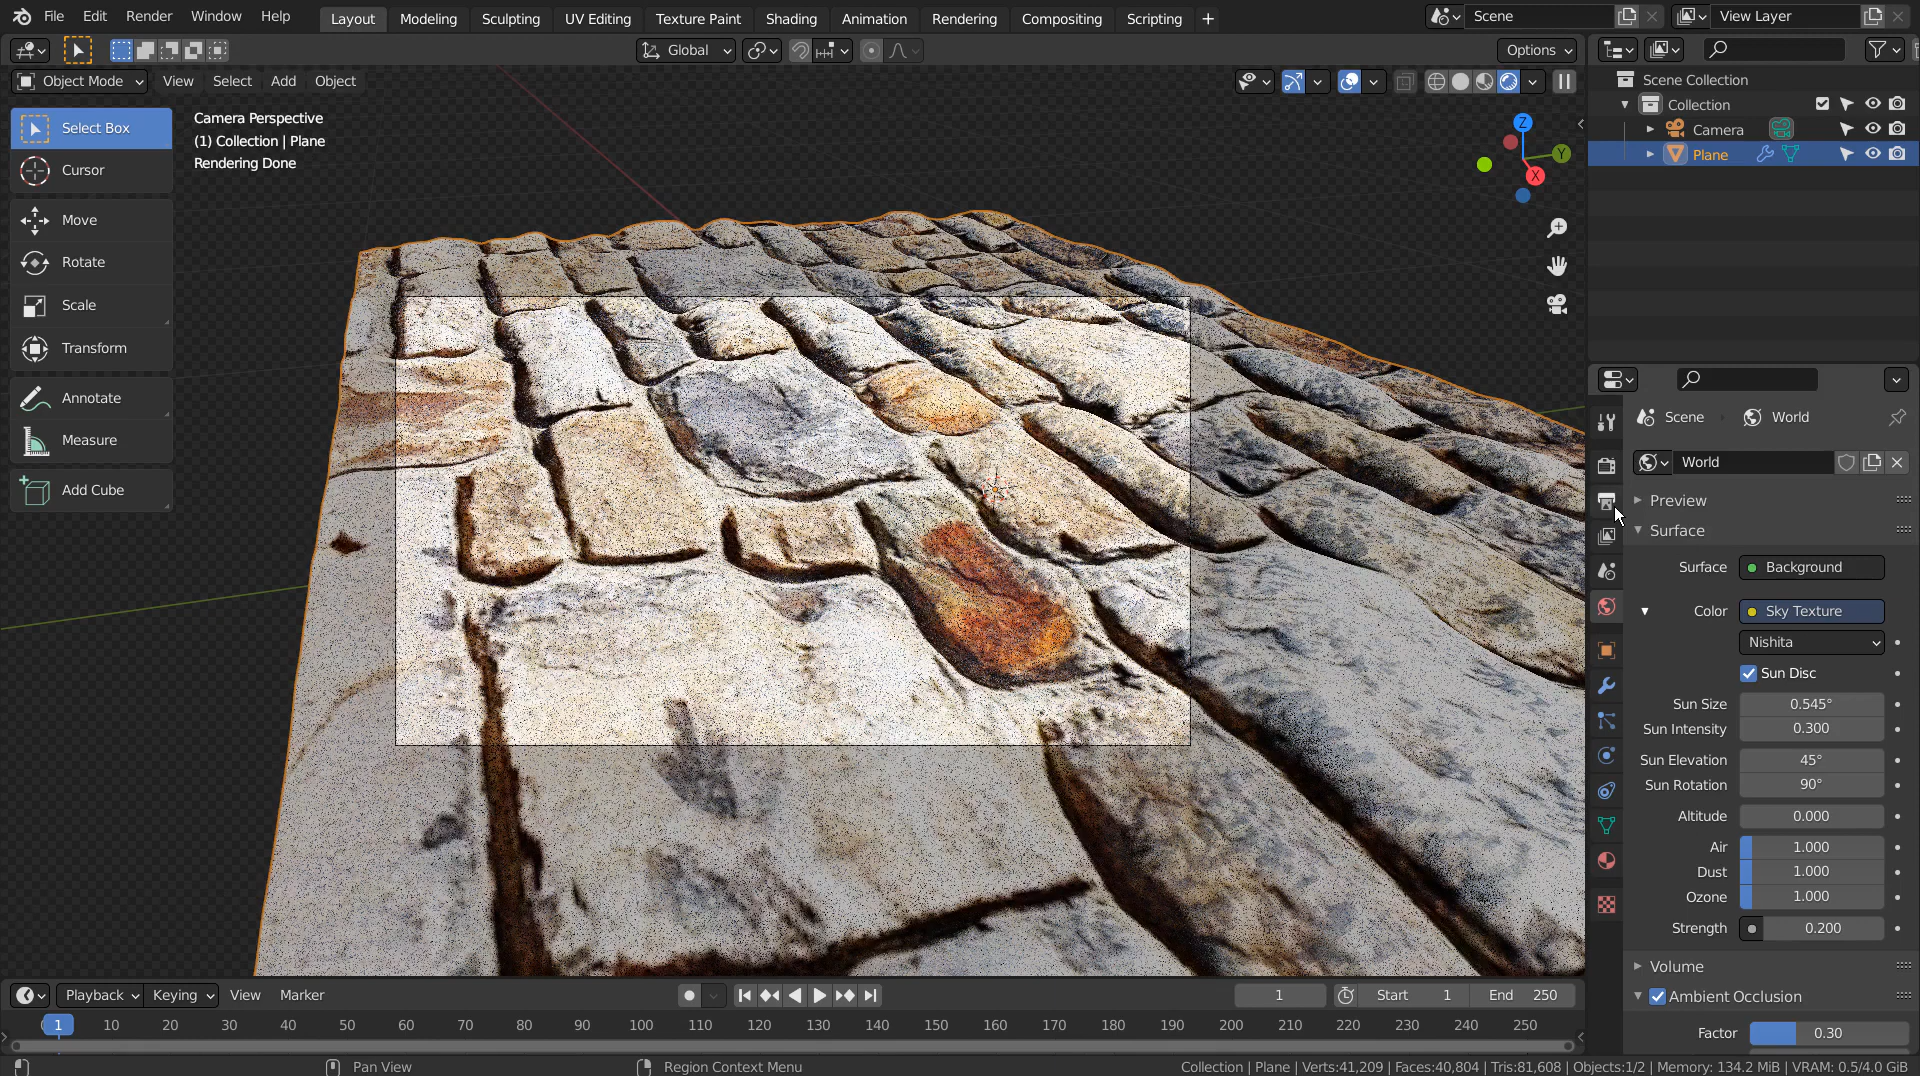 File Edit Render Window Help Layout Modeling Sculpting UV Editing Texture Paint Shading Animation Rendering Compositing Scripting + Scene View Layer
Global Options
Object Mode View Select Add Object
Select Box
Cursor
Move
Rotate
Scale
Transform
Annotate
Measure
Add Cube
Camera Perspective
(1) Collection | Plane
Rendering Done
Z
Y
X
Scene Collection
Collection
Camera
Plane
Scene World
World
Preview
Surface
Surface Background
Color Sky Texture
Nishita
Sun Disc
Sun Size 0.545°
Sun Intensity 0.300
Sun Elevation 45°
Sun Rotation 90°
Altitude 0.000
Air 1.000
Dust 1.000
Ozone 1.000
Strength 0.200
Volume
Ambient Occlusion
Factor 0.30
Playback Keying View Marker 1 Start 1 End 250
1 10 20 30 40 50 60 70 80 90 100 110 120 130 140 150 160 170 180 190 200 210 220 230 240 250
Pan View Region Context Menu Collection | Plane | Verts:41,209 | Faces:40,804 | Tris:81,608 | Objects:1/2 | Memory: 134.2 MiB | VRAM: 0.5/4.0 GiB